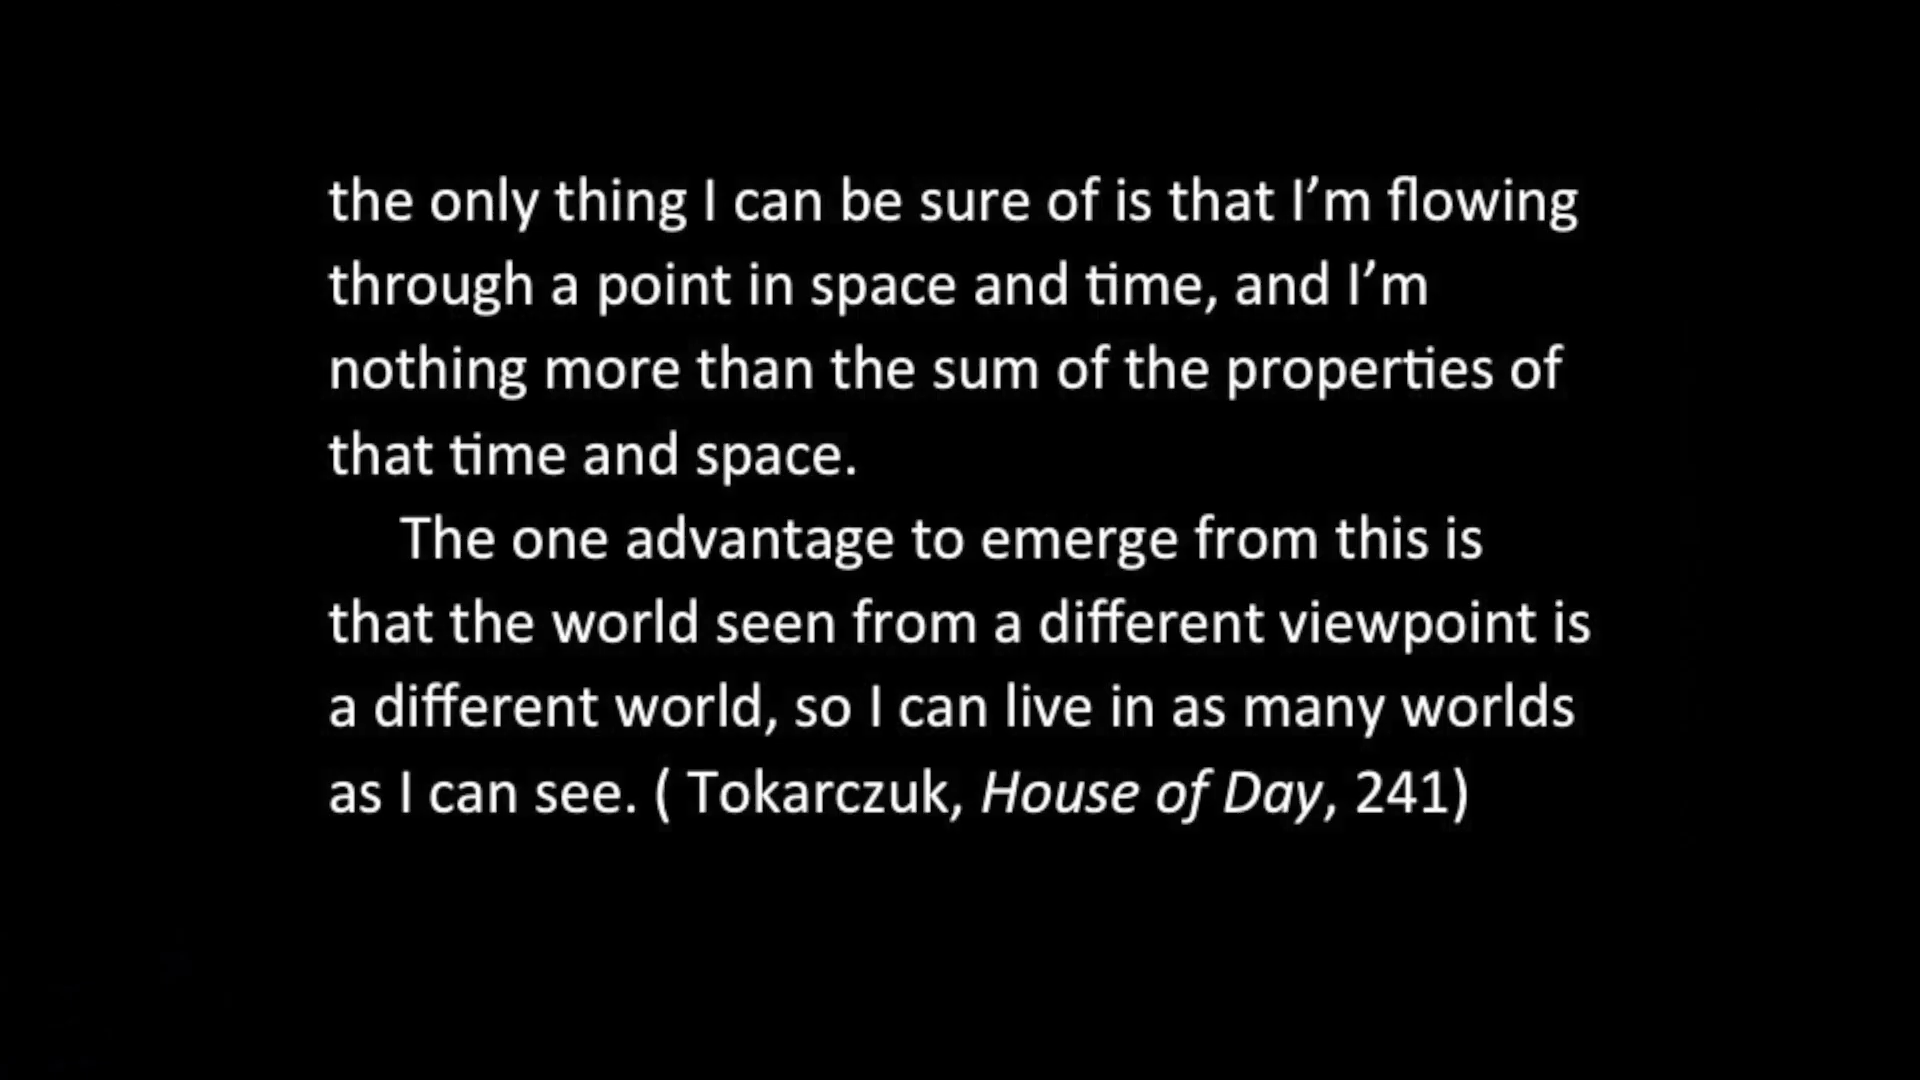 the only thing I can be sure of is that I’m flowing
through a point in space and time, and I’m
nothing more than the sum of the properties of
that time and space.
The one advantage to emerge from this is
that the world seen from a different viewpoint is
a different world, so I can live in as many worlds
as I can see. ( Tokarczuk, House of Day, 241)